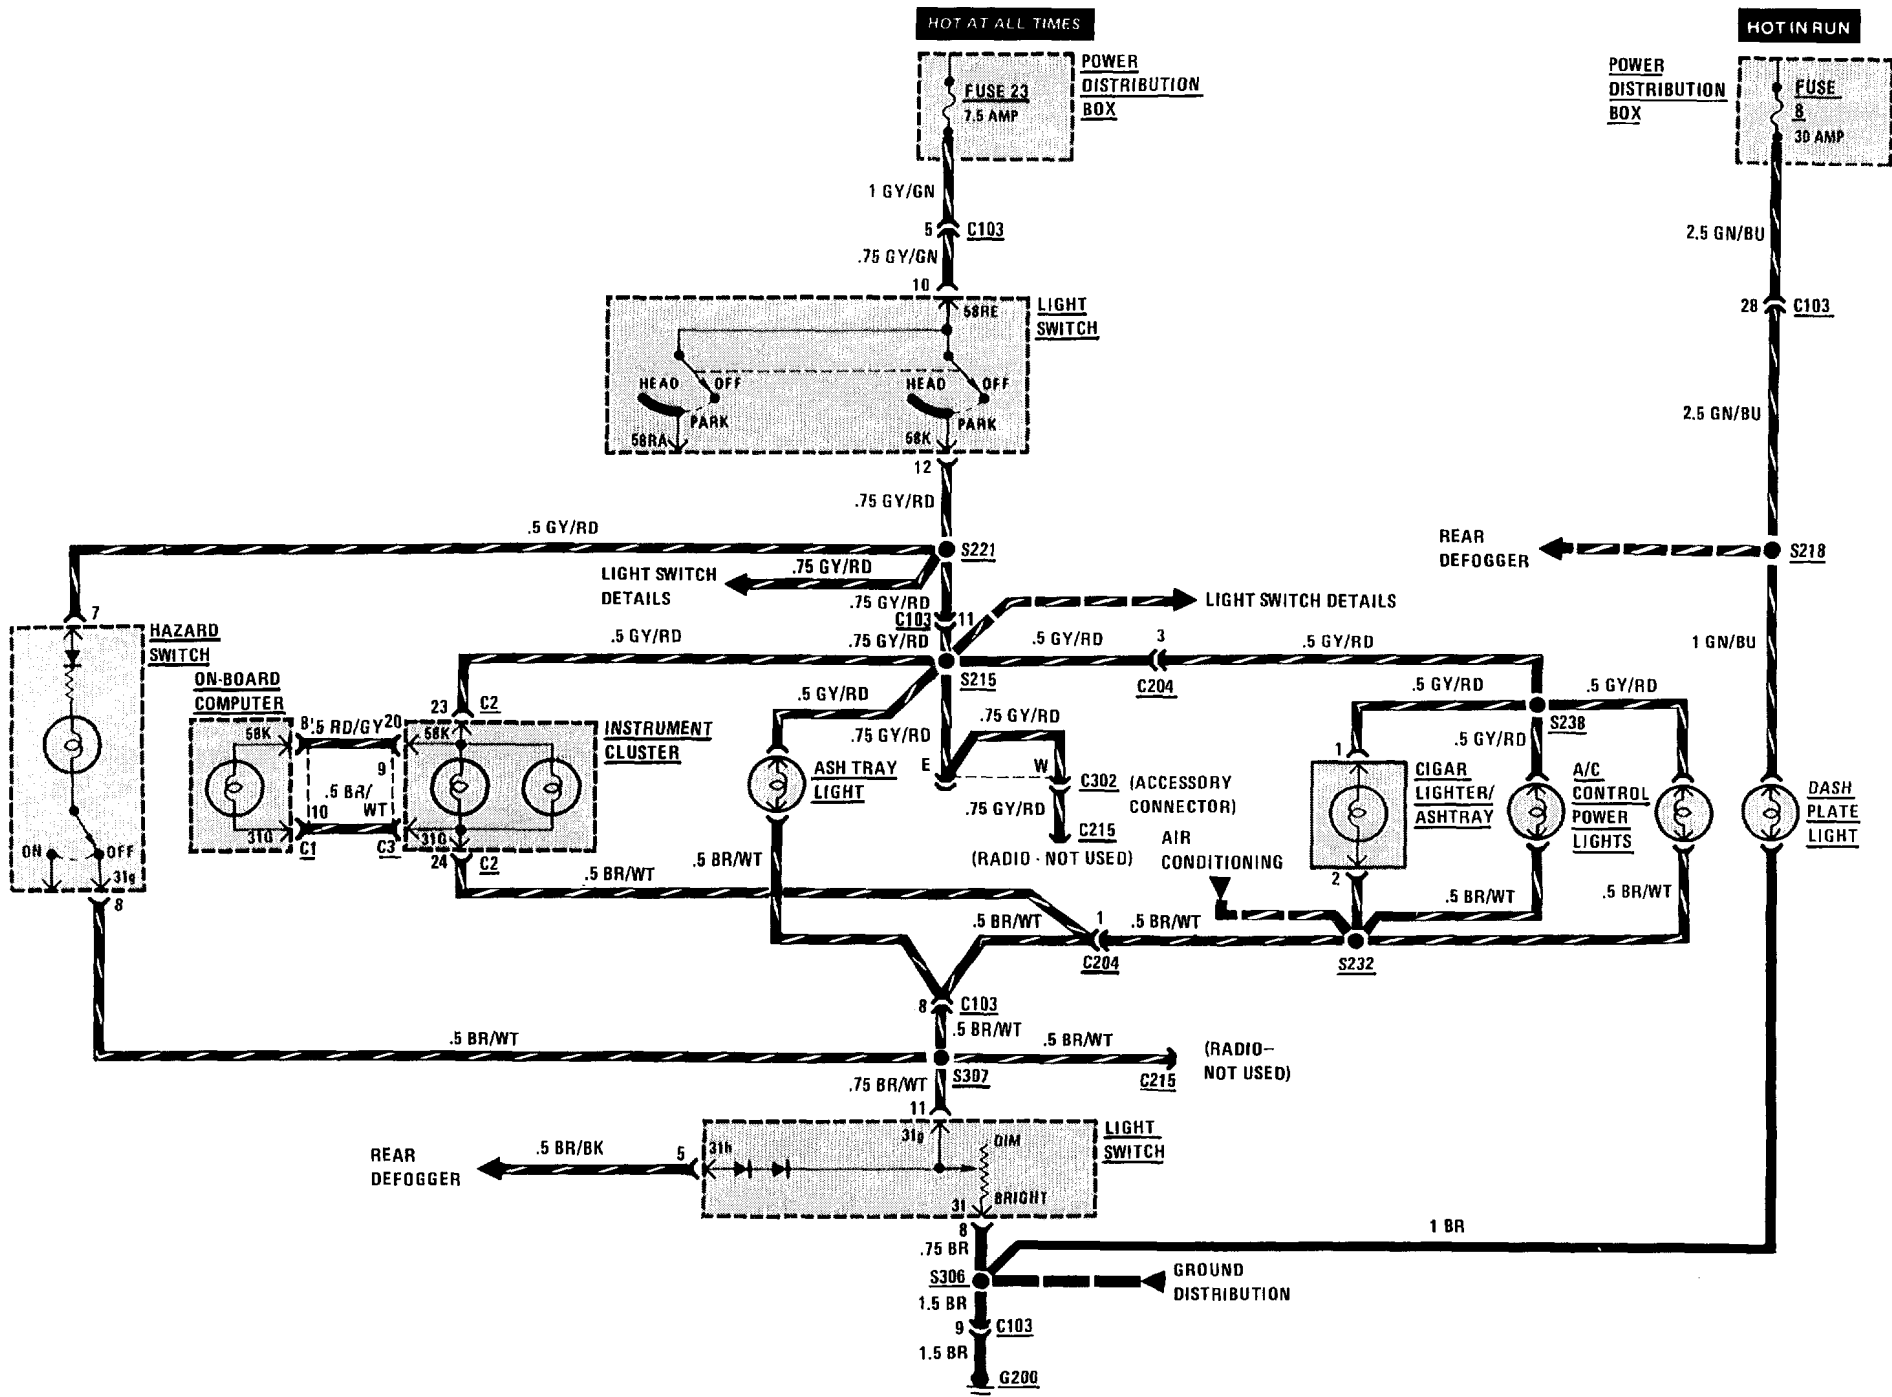 HOT AT ALL TIMES
HOT IN RUN
POWER
DISTRIBUTION
BOX
FUSE 23
7.5 AMP
POWER
DISTRIBUTION
BOX
FUSE
8
30 AMP
1 GY/GN
5
C103
.75 GY/GN
10
2.5 GN/BU
28
C103
LIGHT
SWITCH
58RE
HEAD
OFF
PARK
58RA
HEAD
OFF
PARK
58K
12
2.5 GN/BU
.75 GY/RD
.5 GY/RD
S221
.75 GY/RD
LIGHT SWITCH
DETAILS
REAR
DEFOGGER
S218
.75 GY/RD
C103
11
LIGHT SWITCH DETAILS
7
HAZARD
SWITCH
.5 GY/RD
.75 GY/RD
S215
.5 GY/RD
3
C204
.5 GY/RD
1 GN/BU
ON-BOARD
COMPUTER
8
.5 RD/GY
20
23
C2
.5 GY/RD
.75 GY/RD
.75 GY/RD
.5 GY/RD
.5 GY/RD
S238
.5 GY/RD
58K
58K
INSTRUMENT
CLUSTER
9
.5 BR/
WT
10
31G
C1
C3
31G
24
C2
ASH TRAY
LIGHT
E
W
C302
(ACCESSORY
CONNECTOR)
.75 GY/RD
C215
(RADIO - NOT USED)
1
CIGAR
LIGHTER/
ASHTRAY
2
A/C
CONTROL
POWER
LIGHTS
DASH
PLATE
LIGHT
ON
OFF
31g
8
.5 BR/WT
.5 BR/WT
AIR
CONDITIONING
.5 BR/WT
.5 BR/WT
.5 BR/WT
1
C204
.5 BR/WT
S232
8
C103
.5 BR/WT
.5 BR/WT
.5 BR/WT
C215
(RADIO-
NOT USED)
S307
.75 BR/WT
11
LIGHT
SWITCH
31g
DIM
BRIGHT
31
31h
5
.5 BR/BK
REAR
DEFOGGER
8
.75 BR
1 BR
S306
GROUND
DISTRIBUTION
1.5 BR
9
C103
1.5 BR
G200